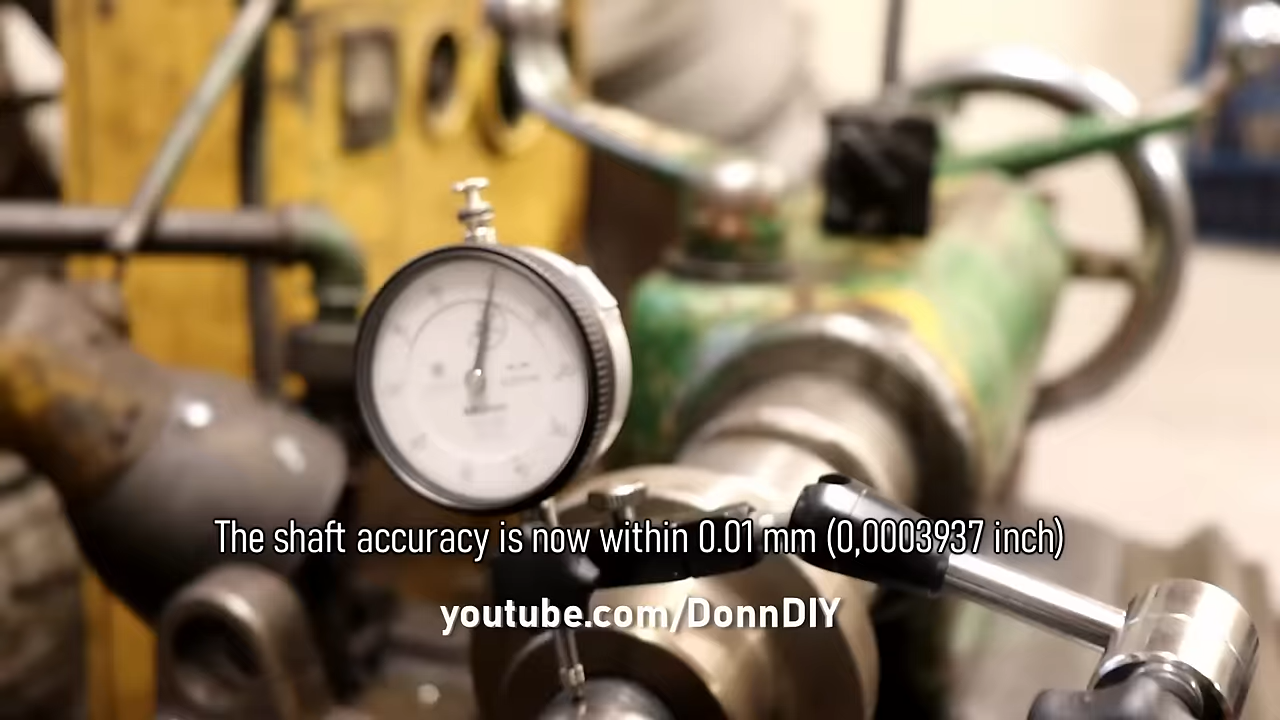 The shaft accuracy is now within 0.01 mm (0,0003937 inch)
youtube.com/DonnDIY